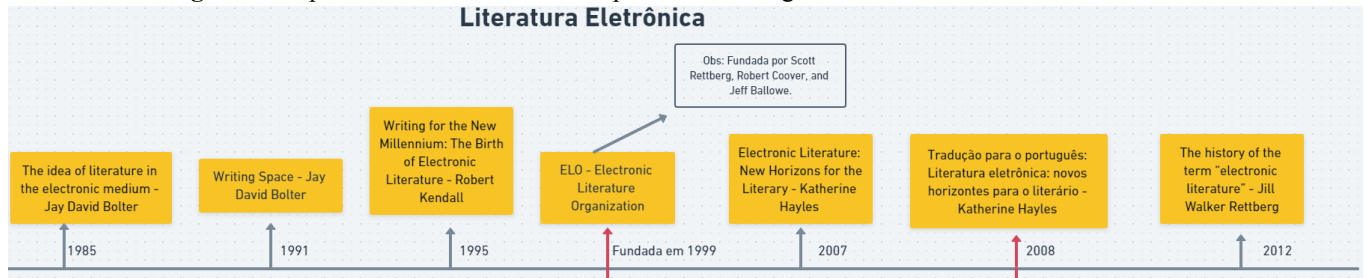 Literatura Eletrônica
Obs: Fundada por Scott
Rettberg, Robert Coover, and
Jeff Ballowe.
The idea of literature in
the electronic medium -
Jay David Bolter
Writing Space - Jay
David Bolter
Writing for the New
Millennium: The Birth
of Electronic
Literature - Robert
Kendall
ELO - Electronic
Literature
Organization
Electronic Literature:
New Horizons for the
Literary - Katherine
Hayles
Tradução para o português:
Literatura eletrônica: novos
horizontes para o literário -
Katherine Hayles
The history of the
term “electronic
literature” - Jill
Walker Rettberg
1985
1991
1995
Fundada em 1999
2007
2008
2012